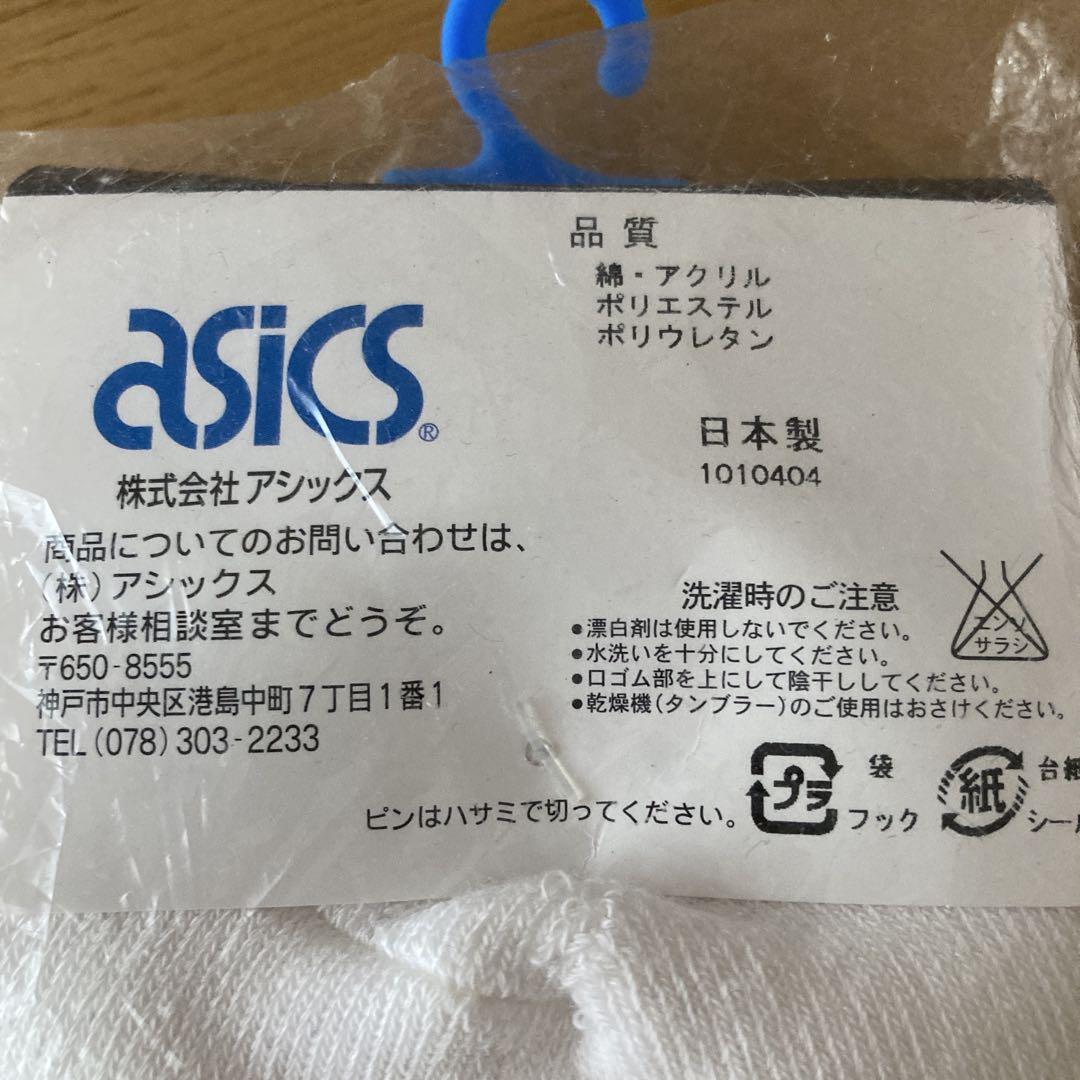 asics®
株式会社アシックス
商品についてのお問い合わせは、
（株）アシックス
お客様相談室までどうぞ。
〒650-8555
神戸市中央区港島中町7丁目1番1
TEL(078)303-2233
品質
綿・アクリル
ポリエステル
ポリウレタン
日本製
1010404
洗濯時のご注意
●漂白剤は使用しないでください。
●水洗いを十分にしてください。
●口ゴム部を上にして陰干ししてください。
●乾燥機(タンブラー)のご使用はおさけください。
エンソ
サラシ
ピンはハサミで切ってください。
プラ
袋
フック
紙
台紙
シール